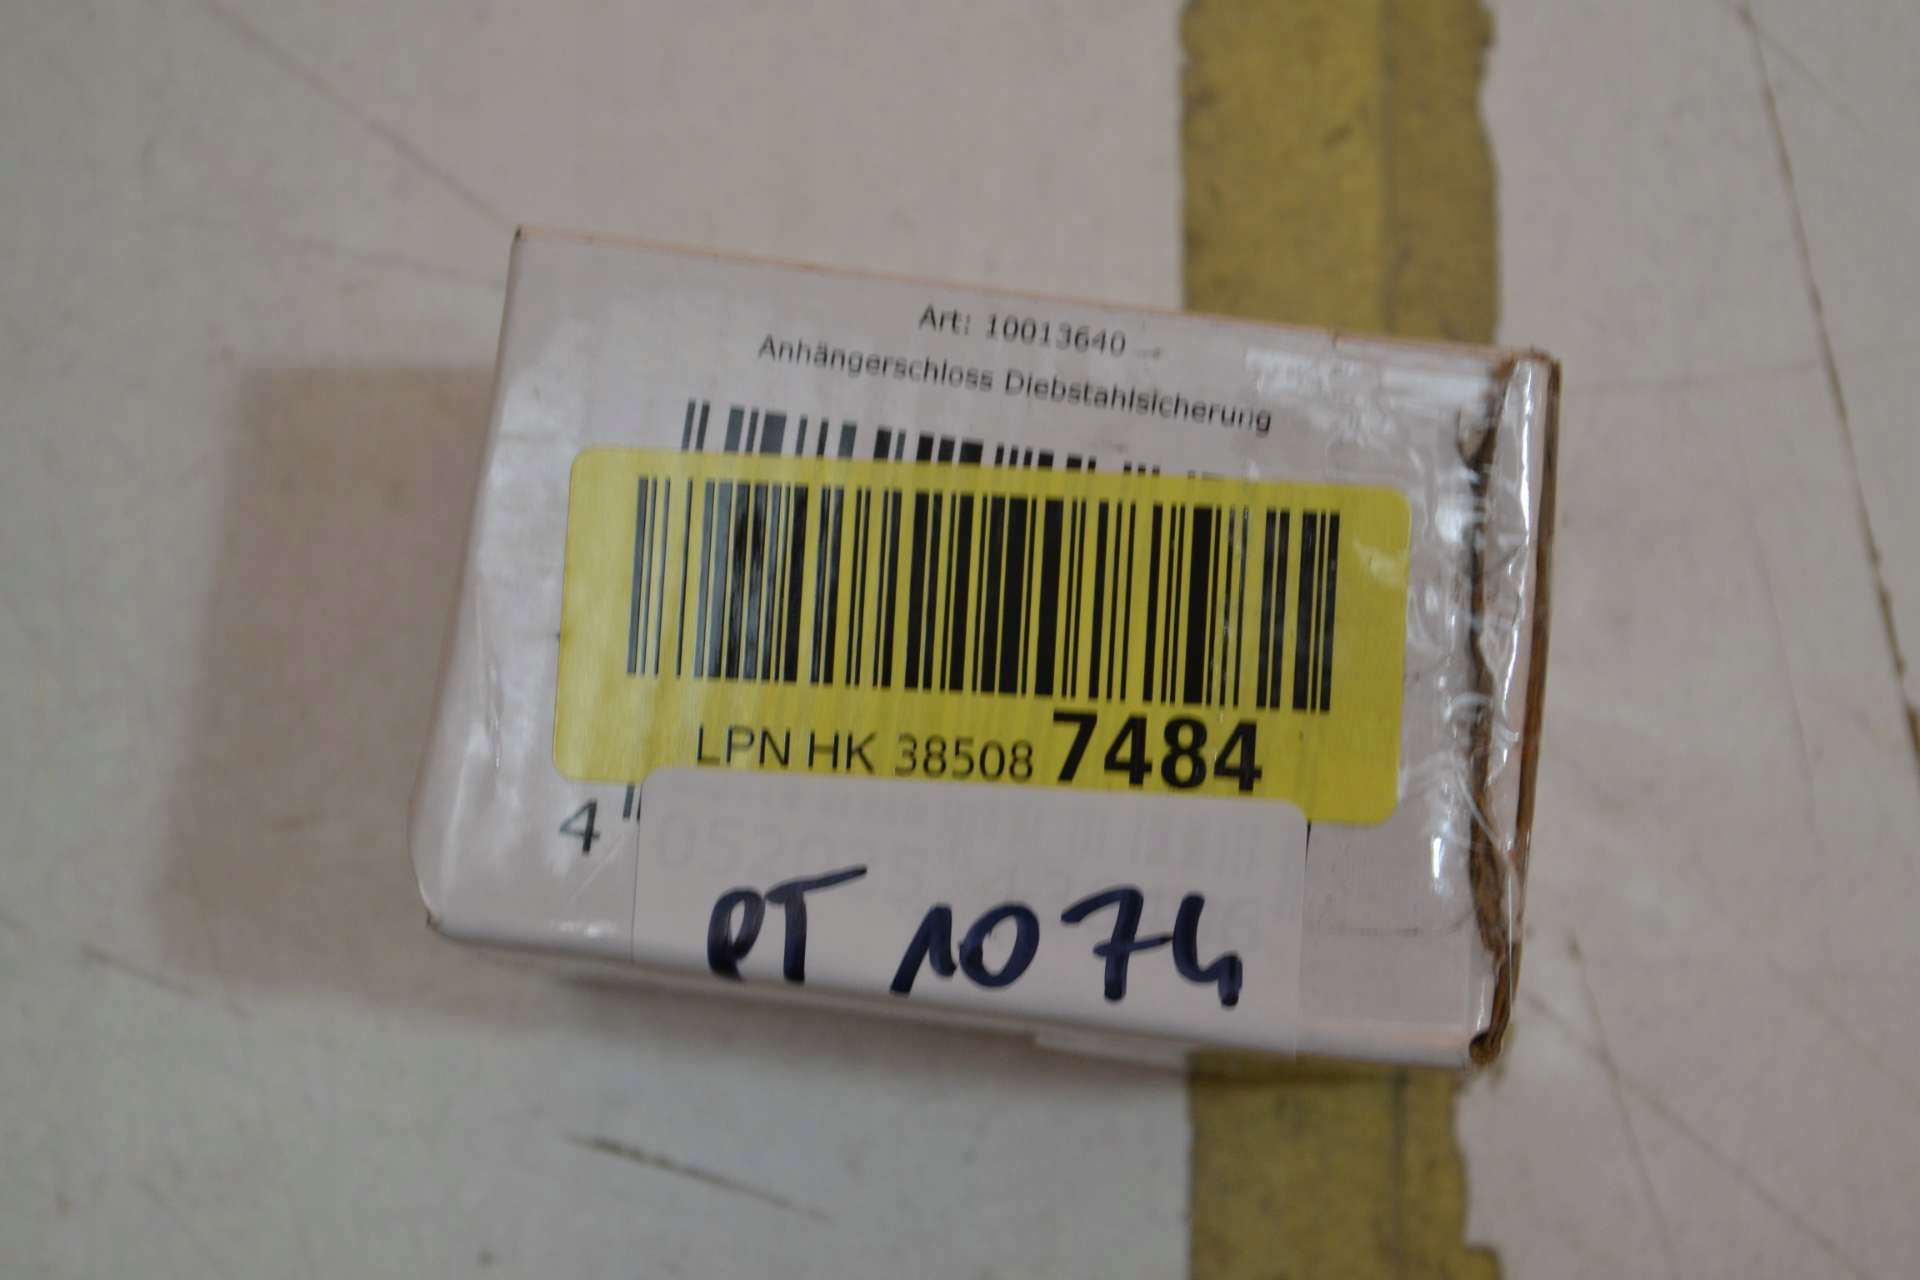 Art: 10013640
Anhängerschloss Diebstahlsicherung
LPN HK 38508 7484
4
PT 1074